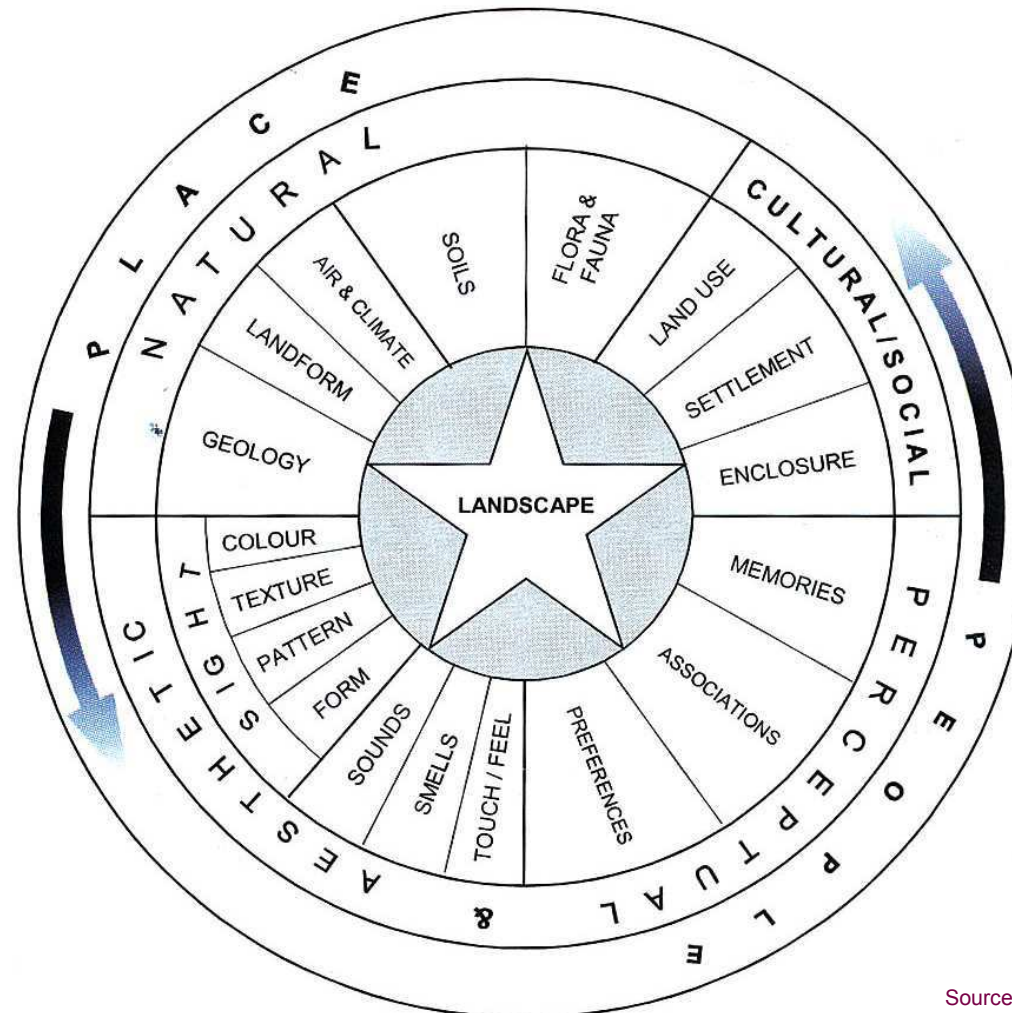 PLACE
NATURAL
CULTURAL/SOCIAL
SOILS
FLORA &
FAUNA
AIR & CLIMATE
LAND USE
LANDFORM
SETTLEMENT
GEOLOGY
ENCLOSURE
LANDSCAPE
COLOUR
TEXTURE
PATTERN
FORM
SIGHT
SOUNDS
SMELLS
TOUCH / FEEL
PREFERENCES
ASSOCIATIONS
MEMORIES
AESTHETIC & PERCEPTUAL
PEOPLE
Source